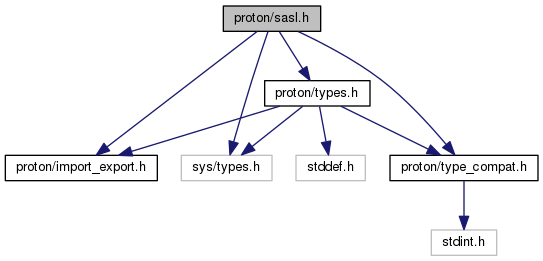 proton/sasl.h
proton/types.h
proton/import_export.h
sys/types.h
stddef.h
proton/type_compat.h
stdint.h